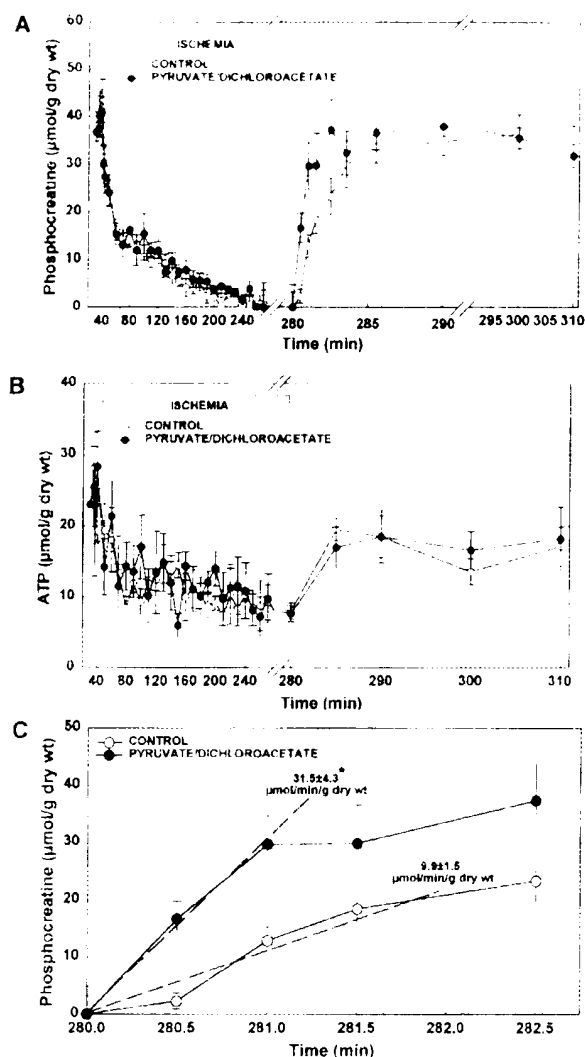 A
60
50
40
30
20
10
0
Phosphocreatine (µmol/g dry wt)
ISCHEMIA
CONTROL
PYRUVATE/DICHLOROACETATE
40 80 120 160 200 240 280 285 290 295 300 305 310
Time (min)
B
40
30
20
10
0
ATP (µmol/g dry wt)
ISCHEMIA
CONTROL
PYRUVATE/DICHLOROACETATE
40 80 120 160 200 240 280 290 300 310
Time (min)
C
50
40
30
20
10
0
Phosphocreatine (µmol/g dry wt)
CONTROL
PYRUVATE/DICHLOROACETATE
31.5±4.3*
µmol/min/g dry wt
9.9±1.5
µmol/min/g dry wt
280.0 280.5 281.0 281.5 282.0 282.5
Time (min)